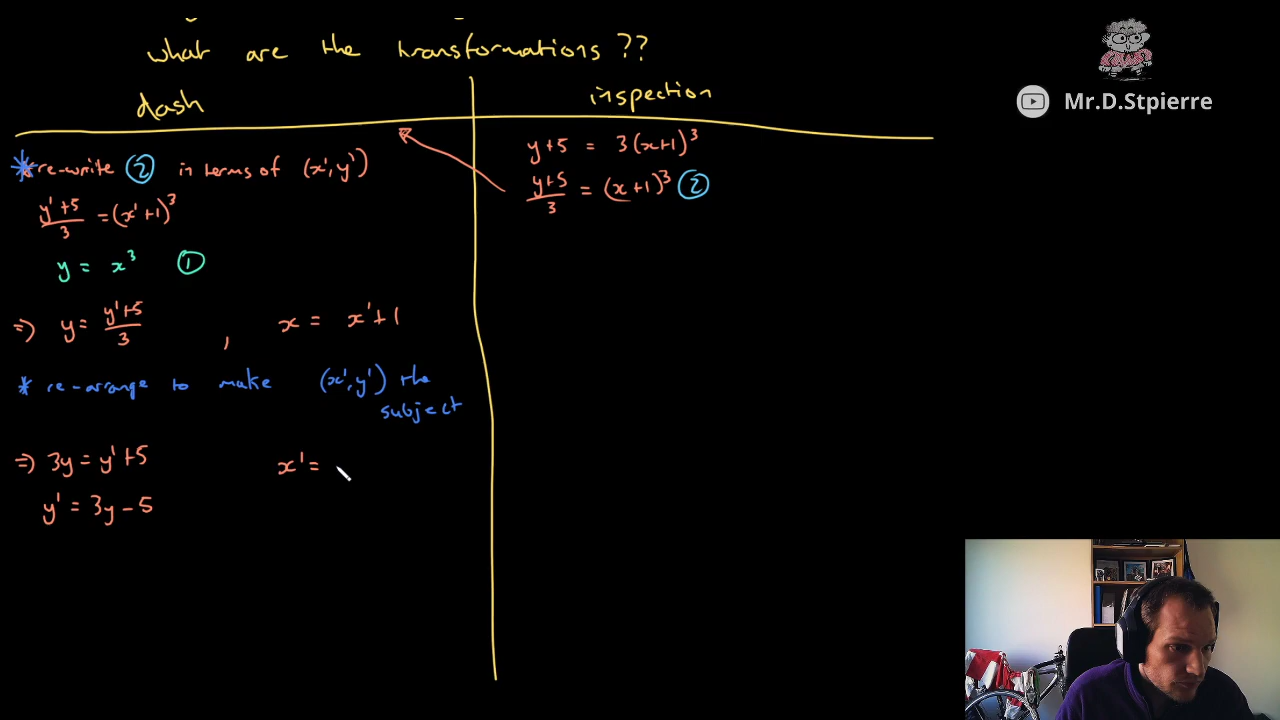 what are the transformations ??
dash
inspection
Mr.D.Stpierre
* re-write ② in terms of (x',y')
(y'+5)/3 = (x'+1)³
y = x³ ①
⇒ y = (y'+5)/3 , x = x'+1
* re-arrange to make (x',y') the
subject
⇒ 3y = y'+5
x' =
y' = 3y - 5
y+5 = 3(x+1)³
(y+5)/3 = (x+1)³ ②